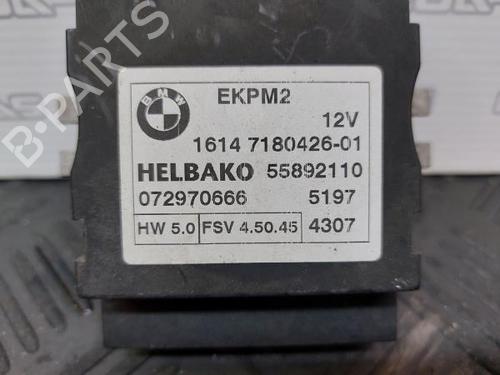 B-PARTS
BMW
EKPM2
12V
1614 7180426-01
HELBAKO 55892110
072970666 5197
HW 5.0 FSV 4.50.45 4307